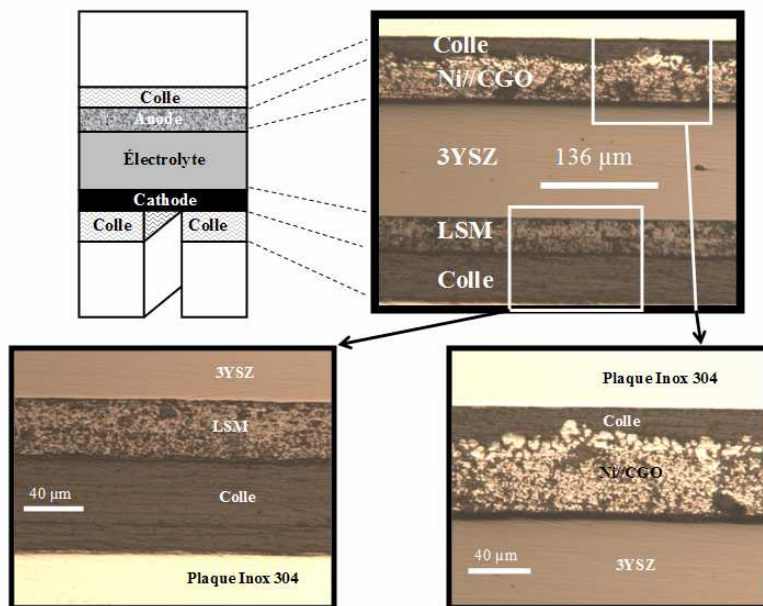 Colle
Anode
Électrolyte
Cathode
Colle
Colle
Colle
Ni//CGO
3YSZ
136 µm
LSM
Colle
3YSZ
LSM
40 µm
Colle
Plaque Inox 304
Plaque Inox 304
Colle
Ni//CGO
40 µm
3YSZ